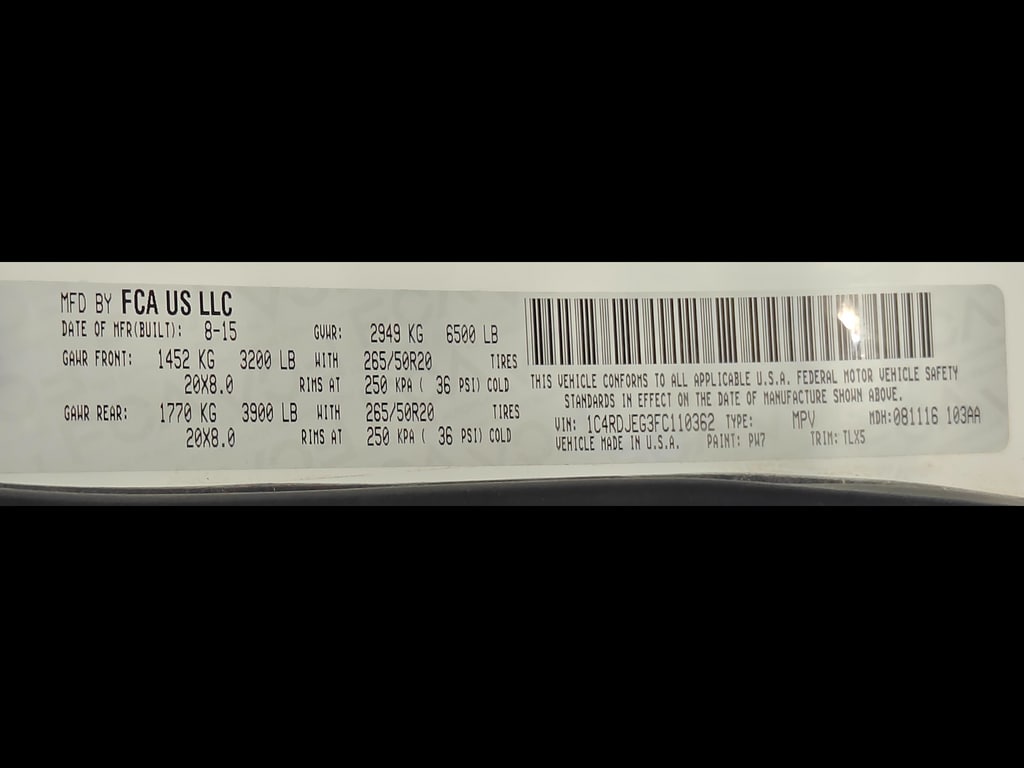 MFD BY FCA US LLC
DATE OF MFR(BUILT): 8-15 GVWR: 2949 KG 6500 LB
GAWR FRONT: 1452 KG 3200 LB WITH 265/50R20 TIRES
20X8.0 RIMS AT 250 KPA ( 36 PSI) COLD
GAWR REAR: 1770 KG 3900 LB WITH 265/50R20 TIRES
20X8.0 RIMS AT 250 KPA ( 36 PSI) COLD
THIS VEHICLE CONFORMS TO ALL APPLICABLE U.S.A. FEDERAL MOTOR VEHICLE SAFETY
STANDARDS IN EFFECT ON THE DATE OF MANUFACTURE SHOWN ABOVE.
VIN: 1C4RDJEG3FC110362 TYPE: MPV MDH:081116 103AA
VEHICLE MADE IN U.S.A. PAINT: PW7 TRIM: TLX5